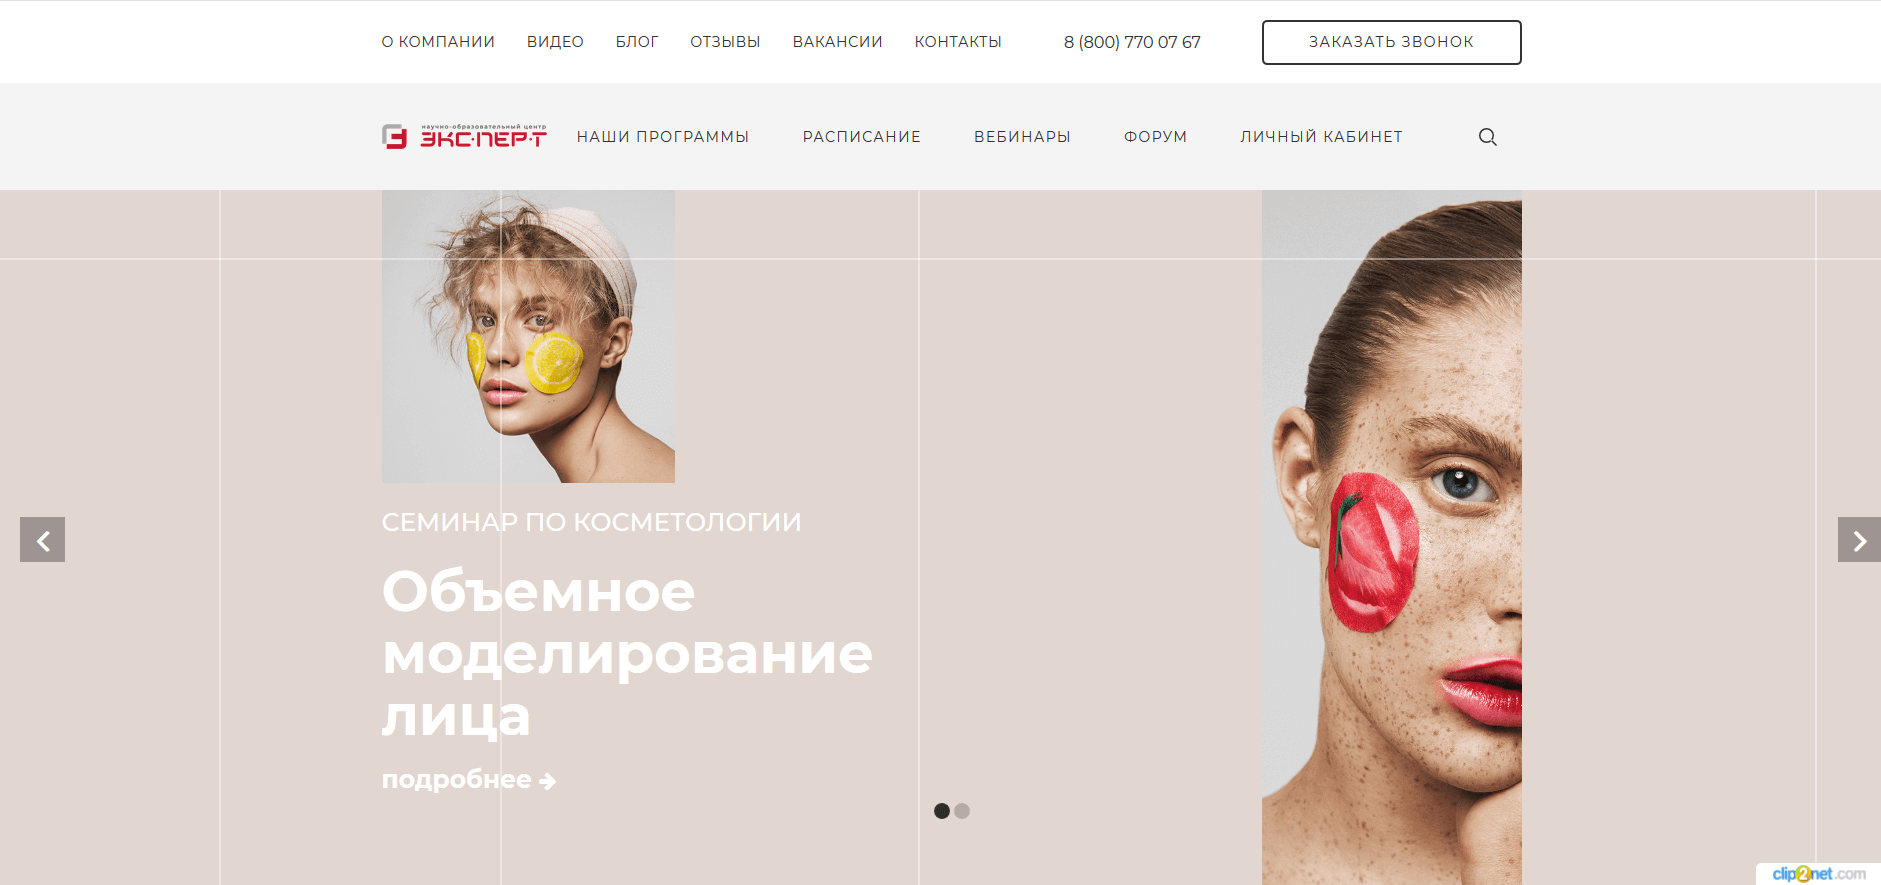 О КОМПАНИИ ВИДЕО БЛОГ ОТЗЫВЫ ВАКАНСИИ КОНТАКТЫ 8 (800) 770 07 67 ЗАКАЗАТЬ ЗВОНОК
научно-образовательный центр
ЭКС·ПЕР·Т НАШИ ПРОГРАММЫ РАСПИСАНИЕ ВЕБИНАРЫ ФОРУМ ЛИЧНЫЙ КАБИНЕТ
СЕМИНАР ПО КОСМЕТОЛОГИИ
Объемное
моделирование
лица
подробнее
clip2net.com